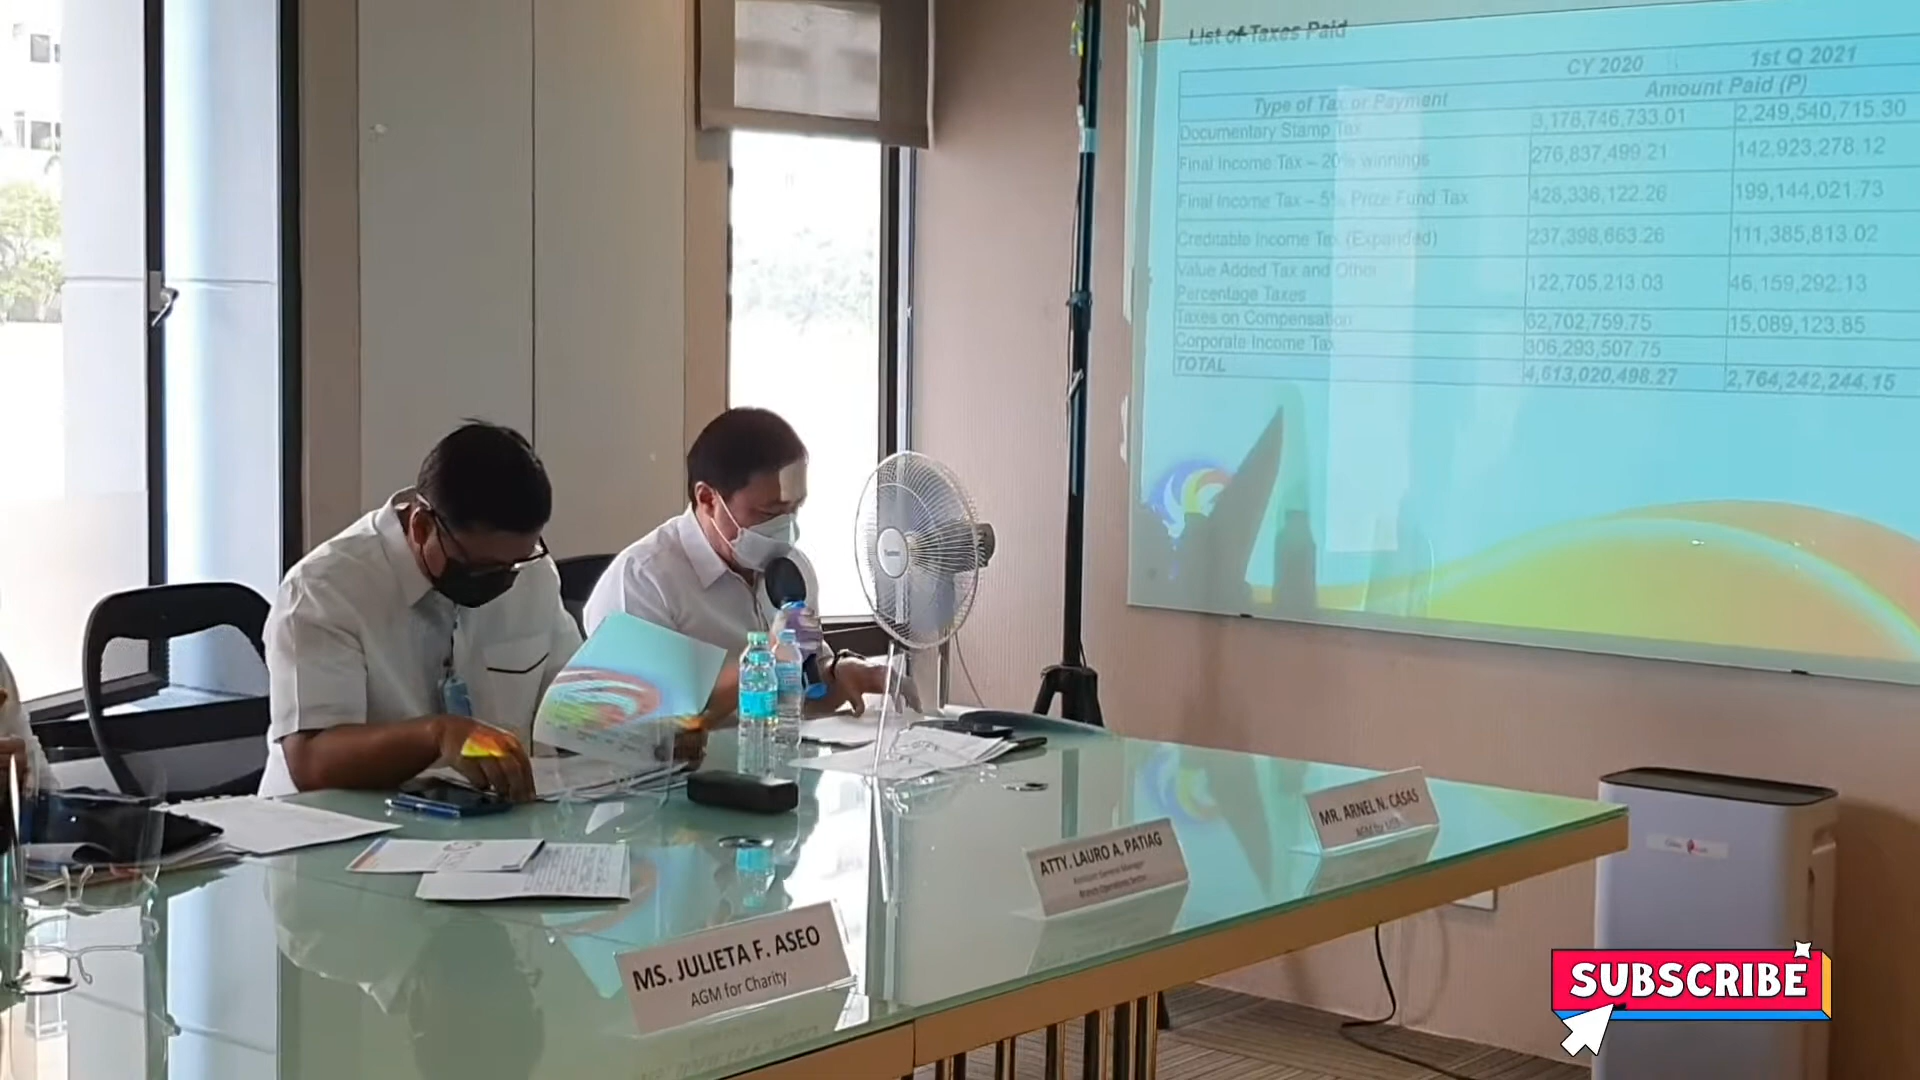 List of Taxes Paid
CY 2020 1st Q 2021
Type of Tax or Payment Amount Paid (P)
Documentary Stamp Tax 3,178,746,733.01 2,249,540,715.30
Final Income Tax – 20% winnings 276,837,499.21 142,923,278.12
Final Income Tax – 5% Prize Fund Tax 428,336,122.26 199,144,021.73
Creditable Income Tax (Expanded) 237,398,663.26 111,385,813.02
Value Added Tax and Other
Percentage Taxes 122,705,213.03 46,159,292.13
Taxes on Compensation 62,702,759.75 15,089,123.85
Corporate Income Tax 306,293,507.75
TOTAL 4,613,020,498.27 2,764,242,244.15
MR. ARNEL N. CASAS
ATTY. LAURO A. PATIAG
Assistant General Manager
Branch Operations Sector
MS. JULIETA F. ASEO
AGM for Charity
SUBSCRIBE